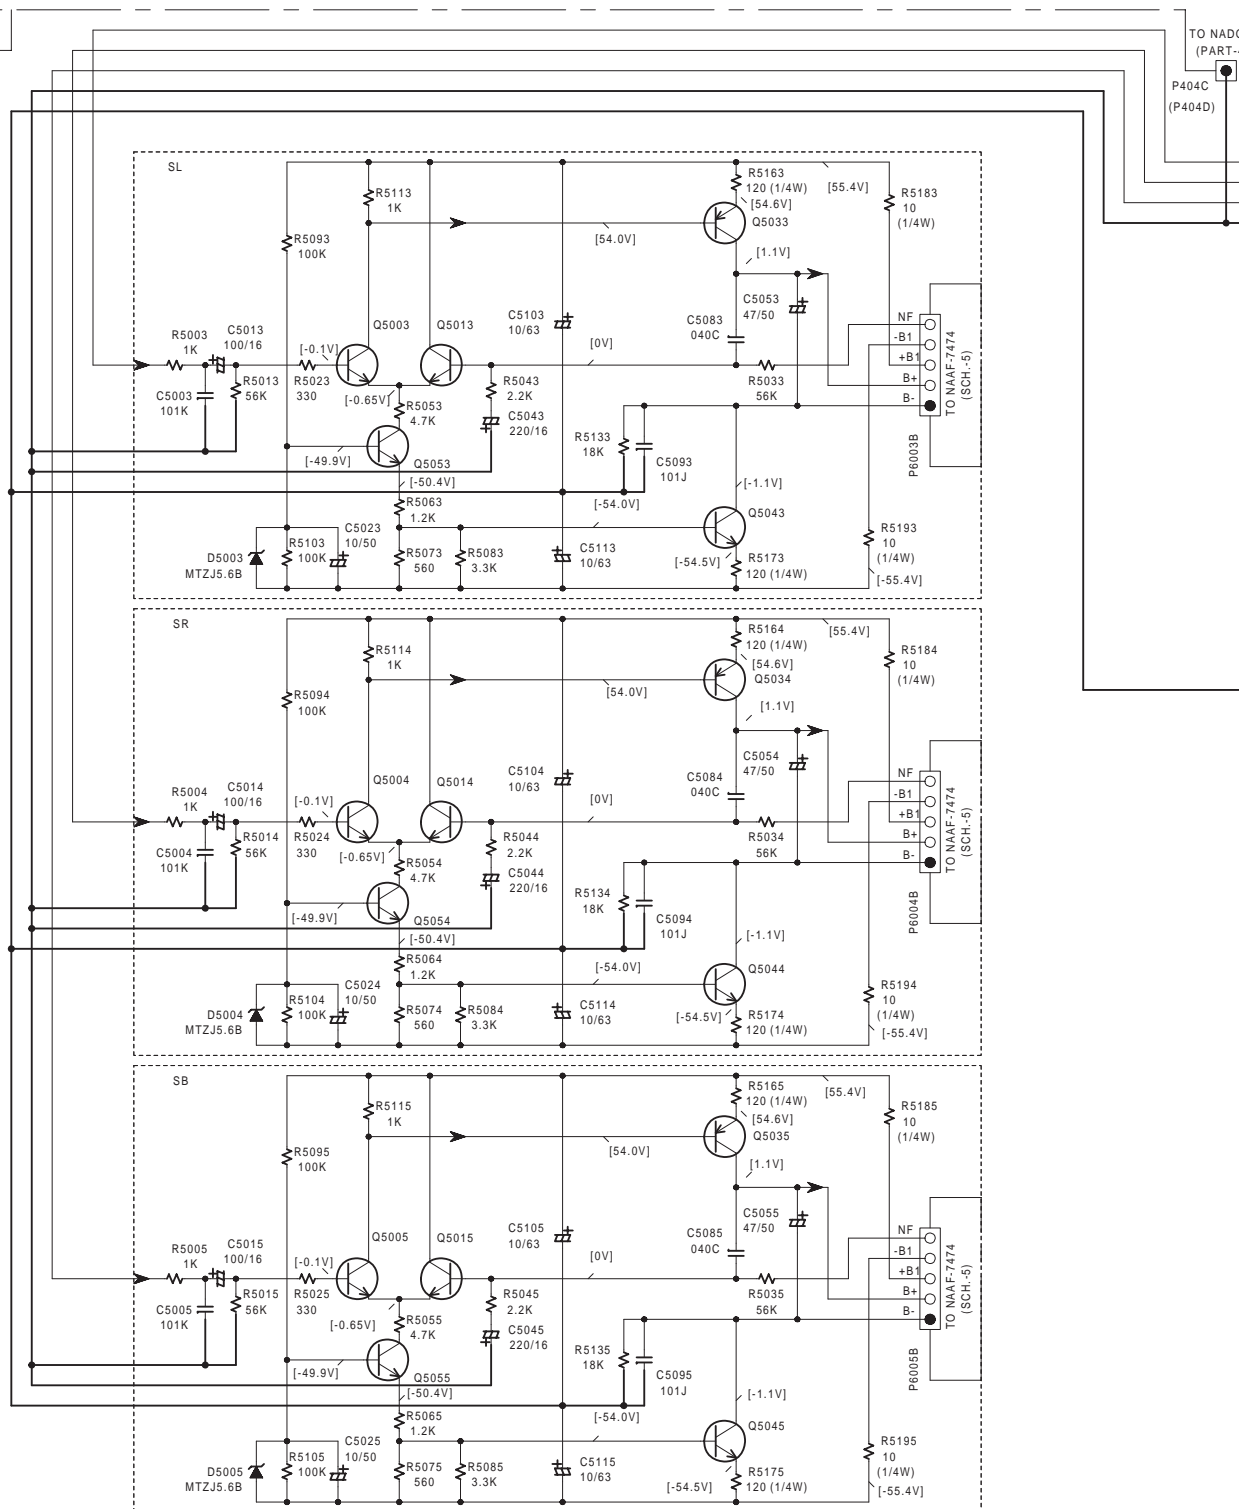 TO NADC
(PART-
P404C
(P404D)
SL
R5113
1K
R5163
120 (1/4W)
[54.6V]
[55.4V]
R5183
10
(1/4W)
Q5033
[54.0V]
R5093
100K
[1.1V]
C5053
47/50
C5103
10/63
C5083
040C
NF
-B1
+B1
B+
B-
TO NAAF-7474
(SCH.-5)
P6003B
R5003
1K
C5013
100/16
[-0.1V]
Q5003
Q5013
[0V]
C5003
101K
R5013
56K
R5023
330
[-0.65V]
R5053
4.7K
R5043
2.2K
C5043
220/16
R5033
56K
R5133
18K
C5093
101J
[-49.9V]
Q5053
[-50.4V]
[-54.0V]
[-1.1V]
Q5043
R5063
1.2K
D5003
MTZJ5.6B
R5103
100K
C5023
10/50
R5073
560
R5083
3.3K
C5113
10/63
[-54.5V]
R5173
120 (1/4W)
R5193
10
(1/4W)
[-55.4V]
SR
R5114
1K
R5164
120 (1/4W)
[54.6V]
[55.4V]
R5184
10
(1/4W)
Q5034
[54.0V]
R5094
100K
[1.1V]
C5054
47/50
C5104
10/63
C5084
040C
NF
-B1
+B1
B+
B-
TO NAAF-7474
(SCH.-5)
P6004B
R5004
1K
C5014
100/16
[-0.1V]
Q5004
Q5014
[0V]
C5004
101K
R5014
56K
R5024
330
[-0.65V]
R5054
4.7K
R5044
2.2K
C5044
220/16
R5034
56K
R5134
18K
C5094
101J
[-49.9V]
Q5054
[-50.4V]
[-54.0V]
[-1.1V]
Q5044
R5064
1.2K
D5004
MTZJ5.6B
R5104
100K
C5024
10/50
R5074
560
R5084
3.3K
C5114
10/63
[-54.5V]
R5174
120 (1/4W)
R5194
10
(1/4W)
[-55.4V]
SB
R5115
1K
R5165
120 (1/4W)
[54.6V]
[55.4V]
R5185
10
(1/4W)
Q5035
[54.0V]
R5095
100K
[1.1V]
C5055
47/50
C5105
10/63
C5085
040C
NF
-B1
+B1
B+
B-
TO NAAF-7474
(SCH.-5)
P6005B
R5005
1K
C5015
100/16
[-0.1V]
Q5005
Q5015
[0V]
C5005
101K
R5015
56K
R5025
330
[-0.65V]
R5055
4.7K
R5045
2.2K
C5045
220/16
R5035
56K
R5135
18K
C5095
101J
[-49.9V]
Q5055
[-50.4V]
[-54.0V]
[-1.1V]
Q5045
R5065
1.2K
D5005
MTZJ5.6B
R5105
100K
C5025
10/50
R5075
560
R5085
3.3K
C5115
10/63
[-54.5V]
R5175
120 (1/4W)
R5195
10
(1/4W)
[-55.4V]